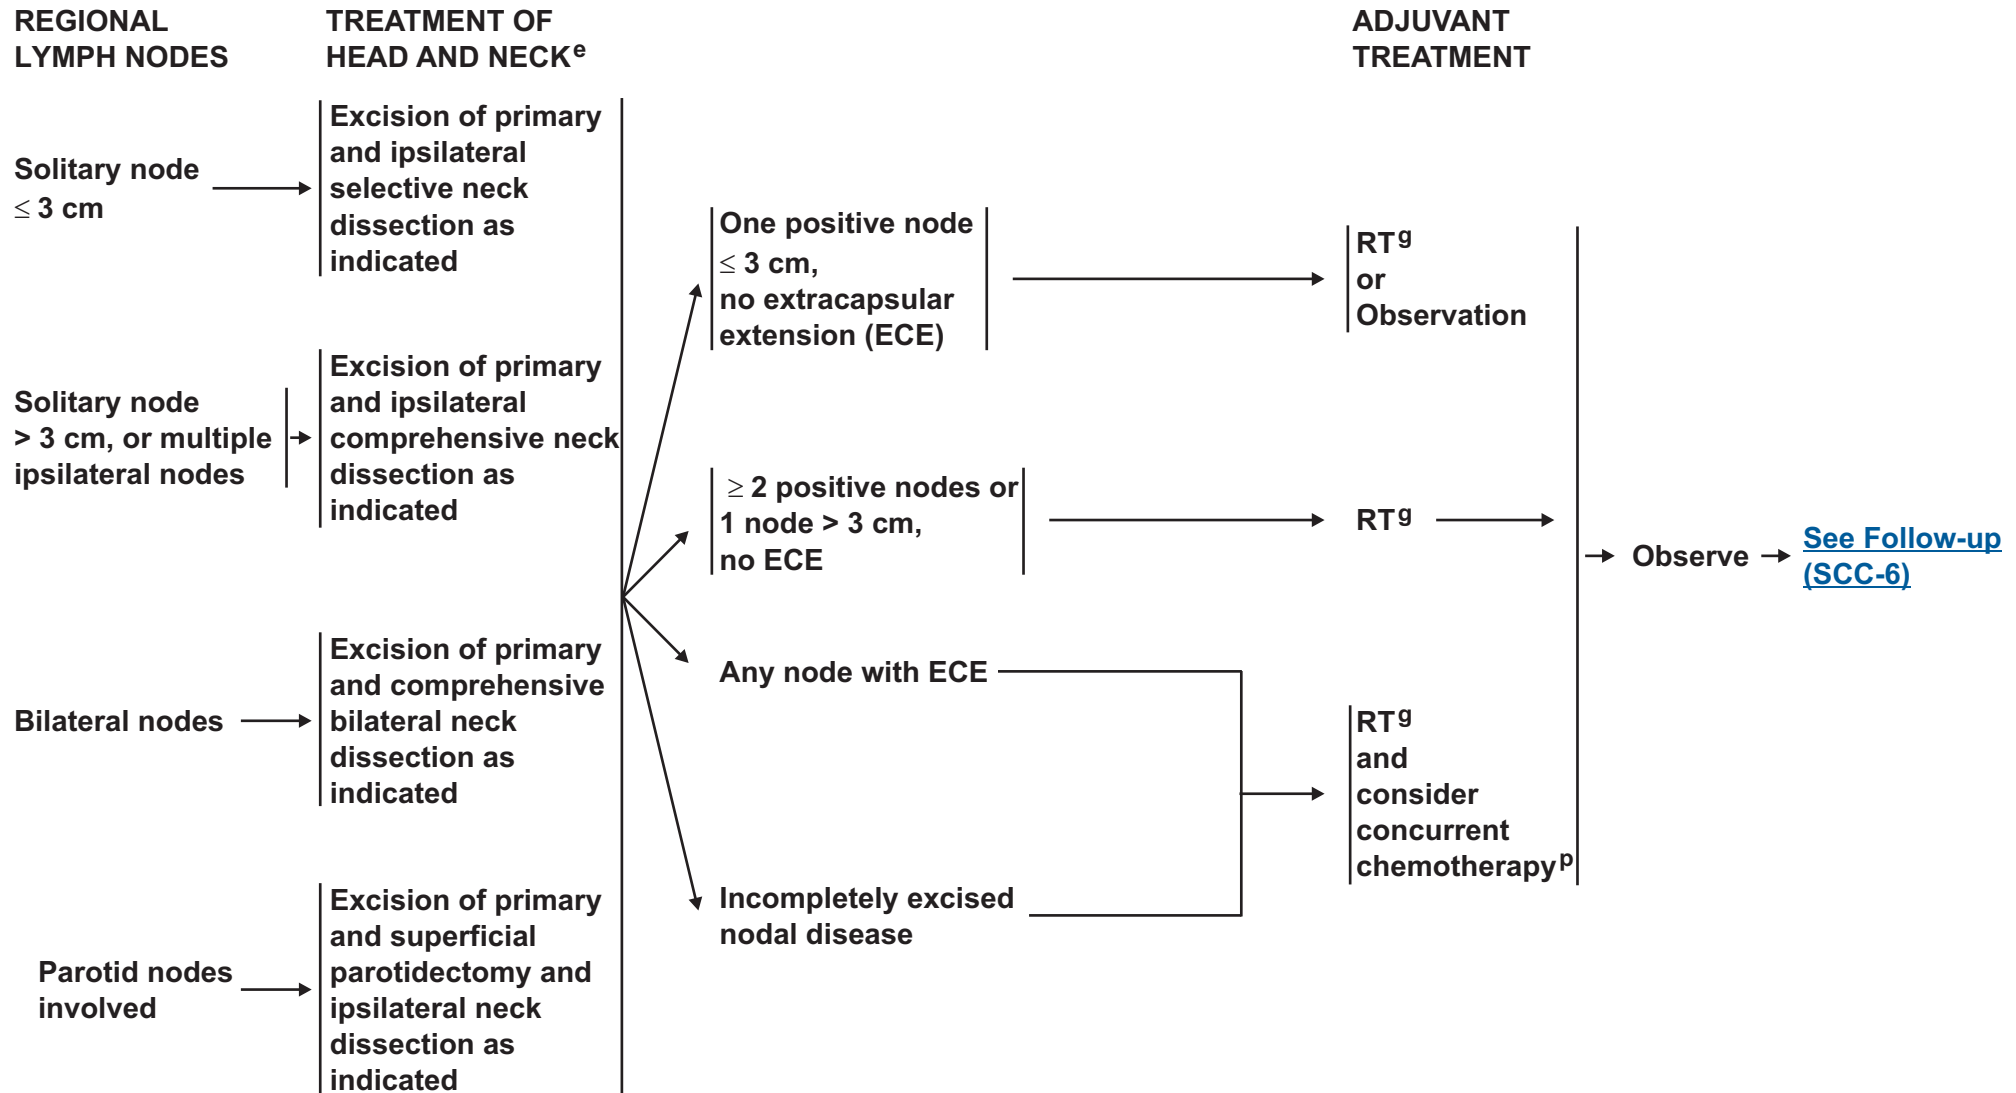 REGIONAL
LYMPH NODES
TREATMENT OF
HEAD AND NECK e
ADJUVANT
TREATMENT
Solitary node
≤ 3 cm
Excision of primary
and ipsilateral
selective neck
dissection as
indicated
Solitary node
> 3 cm, or multiple
ipsilateral nodes
Excision of primary
and ipsilateral
comprehensive neck
dissection as
indicated
Bilateral nodes
Excision of primary
and comprehensive
bilateral neck
dissection as
indicated
Parotid nodes
involved
Excision of primary
and superficial
parotidectomy and
ipsilateral neck
dissection as
indicated
One positive node
≤ 3 cm,
no extracapsular
extension (ECE)
RT g
or
Observation
≥ 2 positive nodes or
1 node > 3 cm,
no ECE
RT g
Any node with ECE
Incompletely excised
nodal disease
RT g
and
consider
concurrent
chemotherapy p
Observe
See Follow-up
(SCC-6)